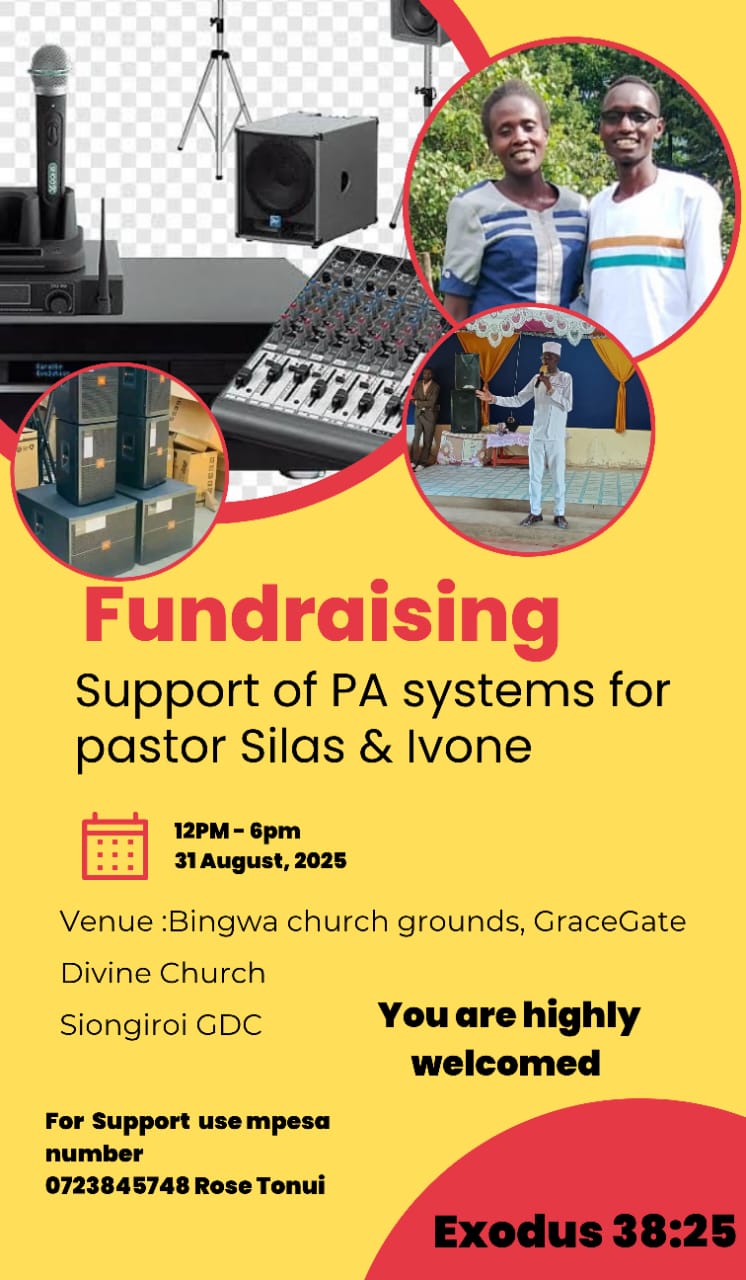 Fundraising
Support of PA systems for
pastor Silas & Ivone
12PM - 6pm
31 August, 2025
Venue :Bingwa church grounds, GraceGate
Divine Church
Siongiroi GDC
You are highly
welcomed
For Support use mpesa
number
0723845748 Rose Tonui
Exodus 38:25